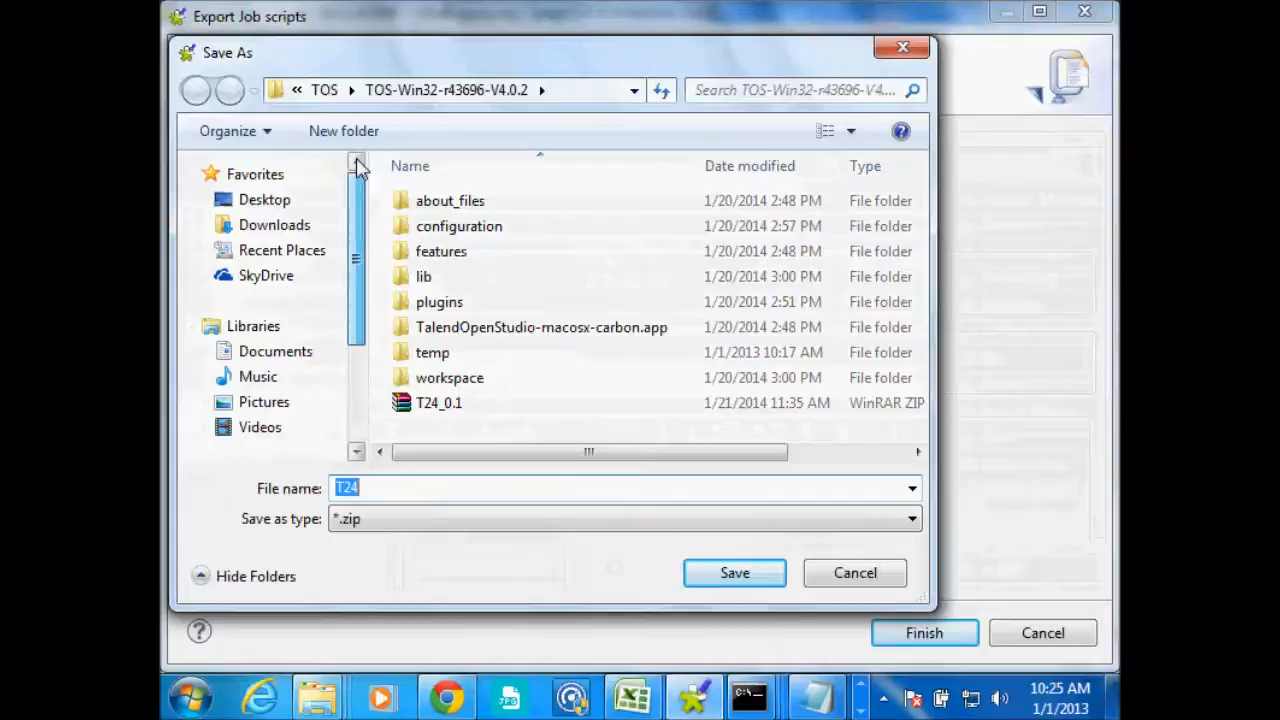 Export Job scripts
Save As
« TOS ▸ TOS-Win32-r43696-V4.0.2 ▸
Search TOS-Win32-r43696-V4....
Organize
New folder
Name Date modified Type
Favorites
Desktop
Downloads
Recent Places
SkyDrive
Libraries
Documents
Music
Pictures
Videos
about_files 1/20/2014 2:48 PM File folder
configuration 1/20/2014 2:57 PM File folder
features 1/20/2014 2:48 PM File folder
lib 1/20/2014 3:00 PM File folder
plugins 1/20/2014 2:51 PM File folder
TalendOpenStudio-macosx-carbon.app 1/20/2014 2:48 PM File folder
temp 1/1/2013 10:17 AM File folder
workspace 1/20/2014 3:00 PM File folder
T24_0.1 1/21/2014 11:35 AM WinRAR ZIP
File name: T24
Save as type: *.zip
Hide Folders
Save
Cancel
Finish
Cancel
JPG
C:\
10:25 AM
1/1/2013